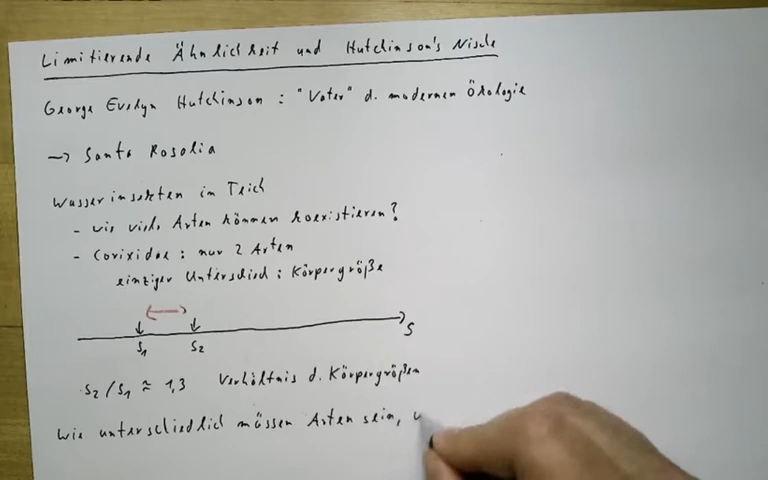 Limitierende Ähnlichkeit und Hutchinson's Nische
George Evelyn Hutchinson : "Vater" d. modernen Ökologie
→ Santa Rosalia
Wasserinsekten im Teich
- wie viele Arten können koexistieren?
- Corixidae : nur 2 Arten
einziger Unterschied : Körpergröße
S
S₁ S₂
S₂/S₁ ≈ 1,3 Verhältnis d. Körpergrößen
Wie unterschiedlich müssen Arten sein,